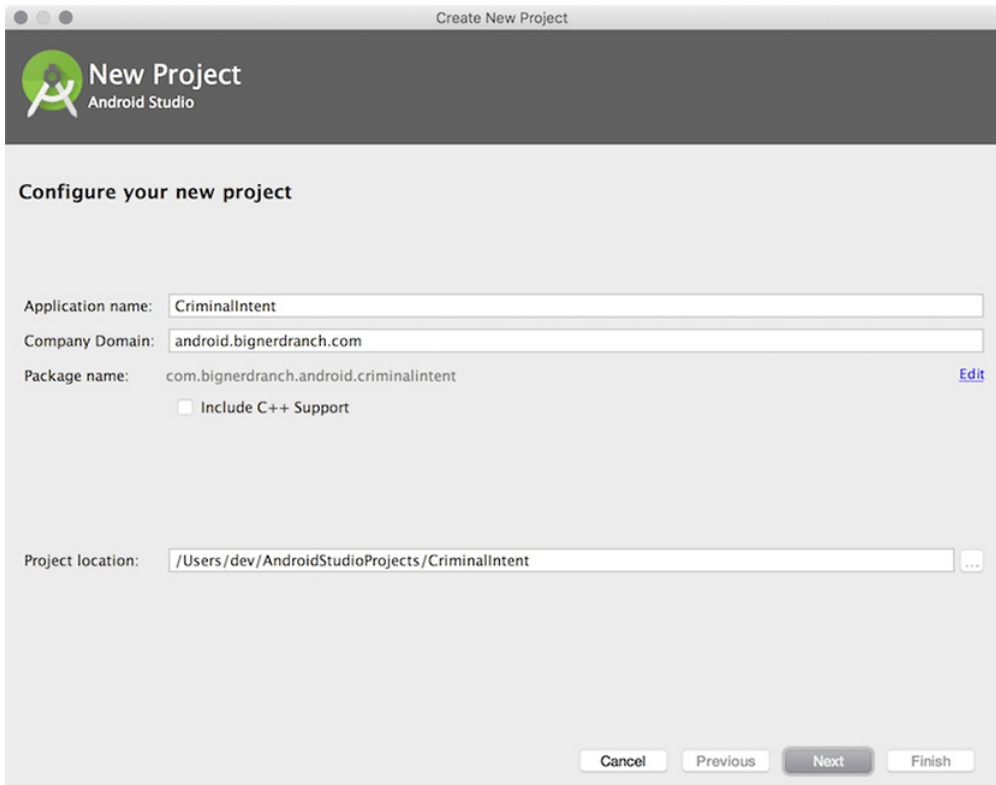 Create New Project
New Project
Android Studio
Configure your new project
Application name: CriminalIntent
Company Domain: android.bignerdranch.com
Package name: com.bignerdranch.android.criminalintent Edit
Include C++ Support
Project location: /Users/dev/AndroidStudioProjects/CriminalIntent ...
Cancel Previous Next Finish